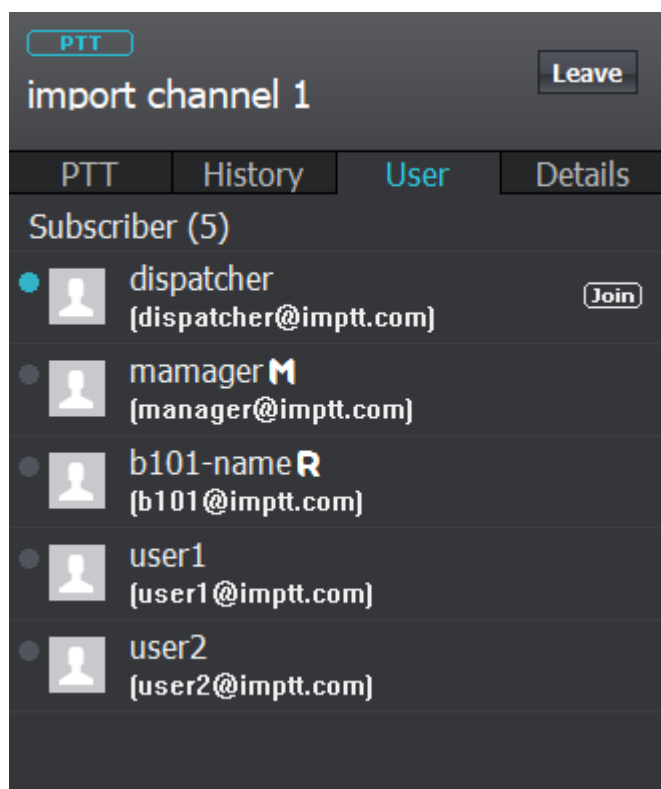 PTT
import channel 1
Leave
PTT History User Details
Subscriber (5)
dispatcher
(dispatcher@imptt.com)
Join
mamager M
(manager@imptt.com)
b101-name R
(b101@imptt.com)
user1
(user1@imptt.com)
user2
(user2@imptt.com)